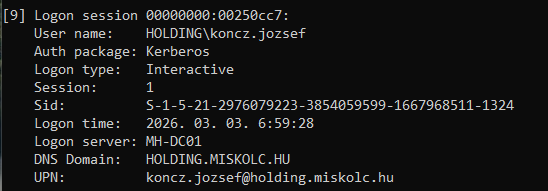 [9] Logon session 00000000:00250cc7:
User name: HOLDING\koncz.jozsef
Auth package: Kerberos
Logon type: Interactive
Session: 1
Sid: S-1-5-21-2976079223-3854059599-1667968511-1324
Logon time: 2026. 03. 03. 6:59:28
Logon server: MH-DC01
DNS Domain: HOLDING.MISKOLC.HU
UPN: koncz.jozsef@holding.miskolc.hu